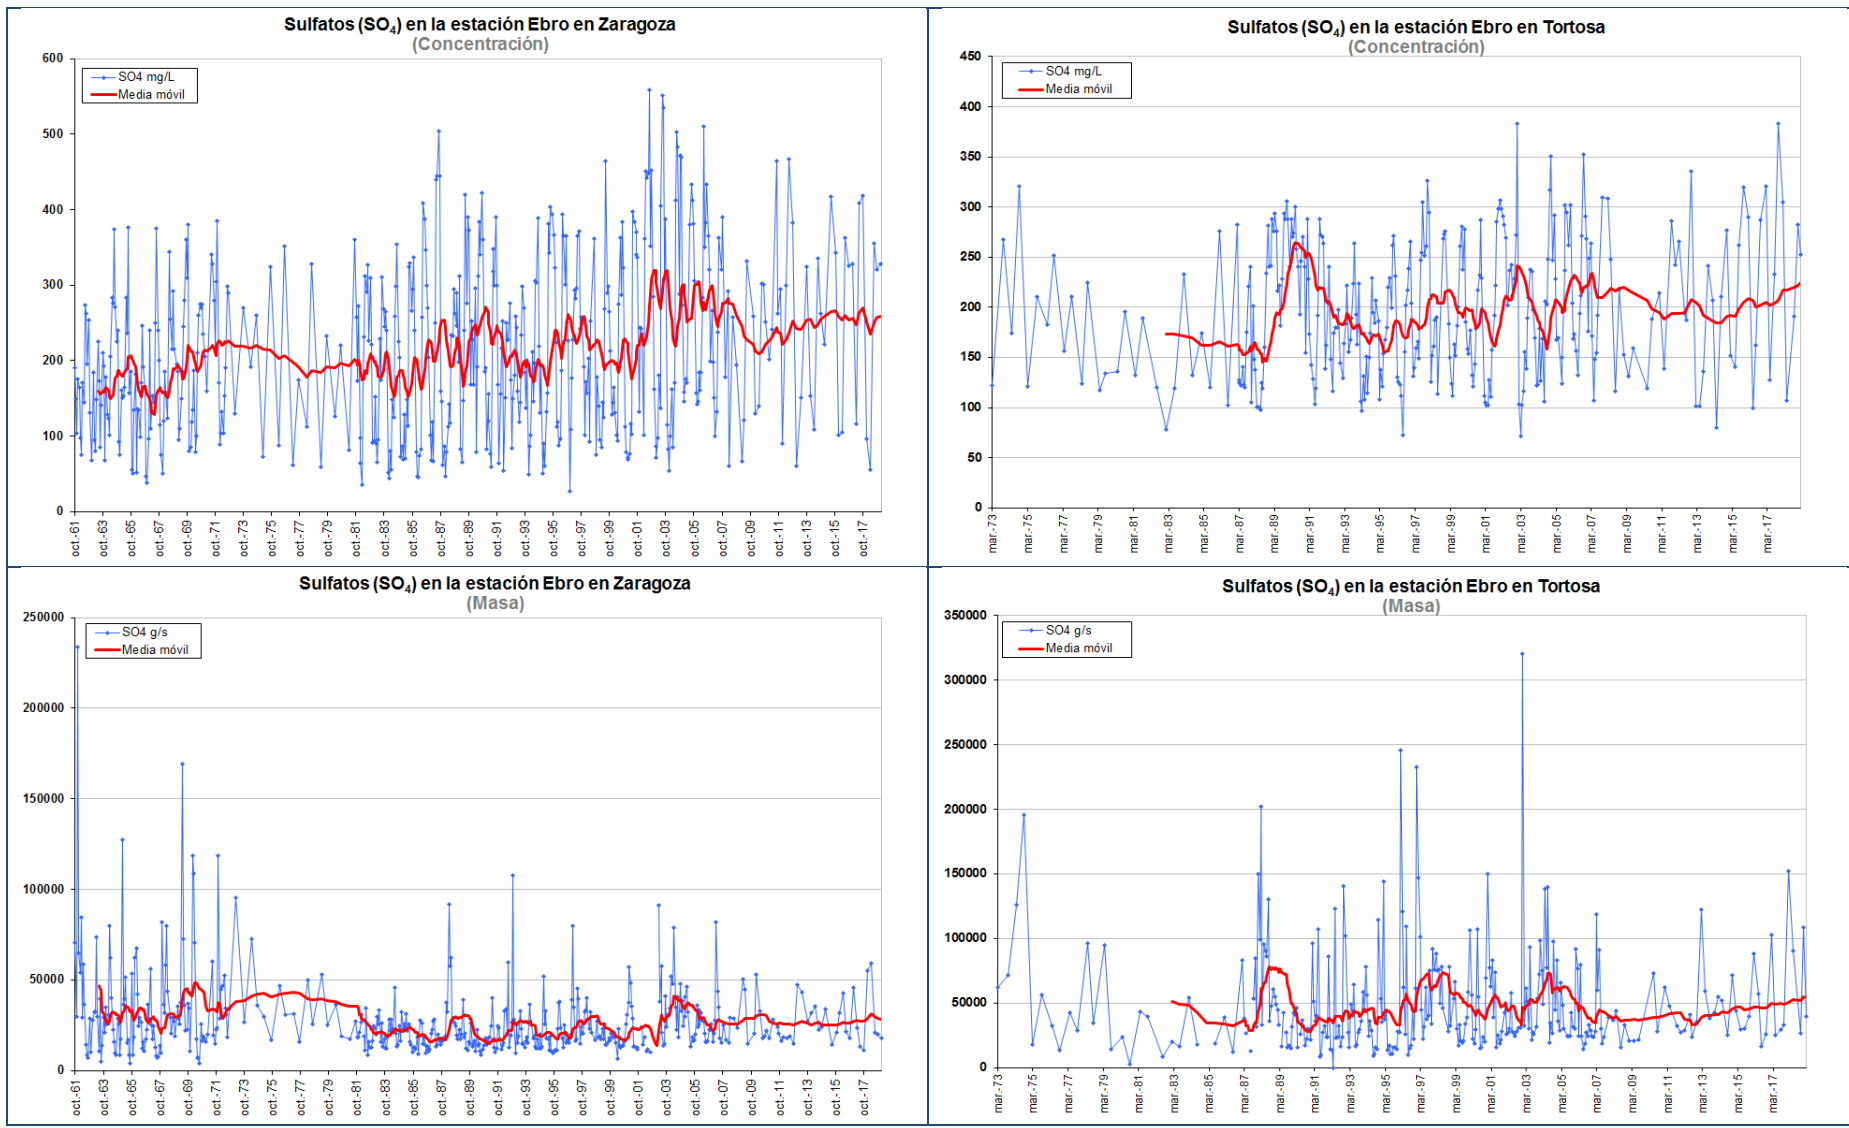 Sulfatos (SO4) en la estación Ebro en Zaragoza
(Concentración)
SO4 mg/L
Media móvil
600
500
400
300
200
100
0
oct.-61
oct.-63
oct.-65
oct.-67
oct.-69
oct.-71
oct.-73
oct.-75
oct.-77
oct.-79
oct.-81
oct.-83
oct.-85
oct.-87
oct.-89
oct.-91
oct.-93
oct.-95
oct.-97
oct.-99
oct.-01
oct.-03
oct.-05
oct.-07
oct.-09
oct.-11
oct.-13
oct.-15
oct.-17
Sulfatos (SO4) en la estación Ebro en Tortosa
(Concentración)
SO4 mg/L
Media móvil
450
400
350
300
250
200
150
100
50
0
mar.-73
mar.-75
mar.-77
mar.-79
mar.-81
mar.-83
mar.-85
mar.-87
mar.-89
mar.-91
mar.-93
mar.-95
mar.-97
mar.-99
mar.-01
mar.-03
mar.-05
mar.-07
mar.-09
mar.-11
mar.-13
mar.-15
mar.-17
Sulfatos (SO4) en la estación Ebro en Zaragoza
(Masa)
SO4 g/s
Media móvil
250000
200000
150000
100000
50000
0
oct.-61
oct.-63
oct.-65
oct.-67
oct.-69
oct.-71
oct.-73
oct.-75
oct.-77
oct.-79
oct.-81
oct.-83
oct.-85
oct.-87
oct.-89
oct.-91
oct.-93
oct.-95
oct.-97
oct.-99
oct.-01
oct.-03
oct.-05
oct.-07
oct.-09
oct.-11
oct.-13
oct.-15
oct.-17
Sulfatos (SO4) en la estación Ebro en Tortosa
(Masa)
SO4 g/s
Media móvil
350000
300000
250000
200000
150000
100000
50000
0
mar.-73
mar.-75
mar.-77
mar.-79
mar.-81
mar.-83
mar.-85
mar.-87
mar.-89
mar.-91
mar.-93
mar.-95
mar.-97
mar.-99
mar.-01
mar.-03
mar.-05
mar.-07
mar.-09
mar.-11
mar.-13
mar.-15
mar.-17